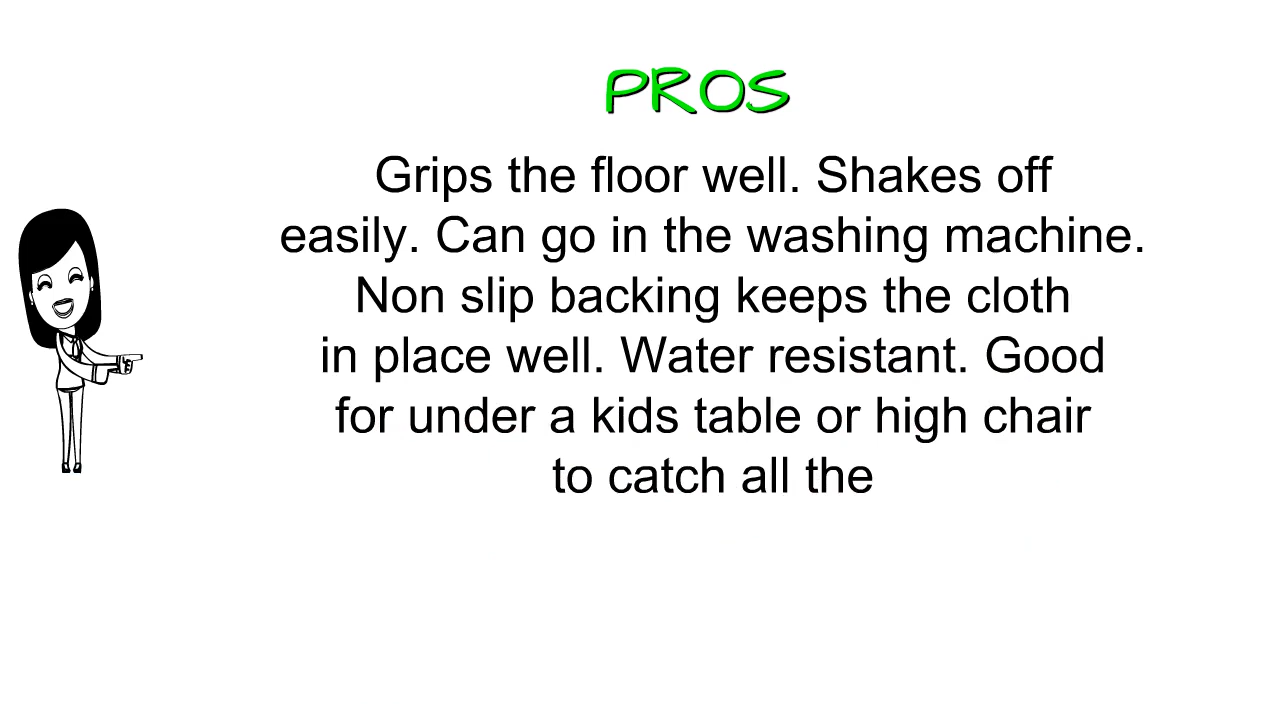 PROS
Grips the floor well. Shakes off
easily. Can go in the washing machine.
Non slip backing keeps the cloth
in place well. Water resistant. Good
for under a kids table or high chair
to catch all the